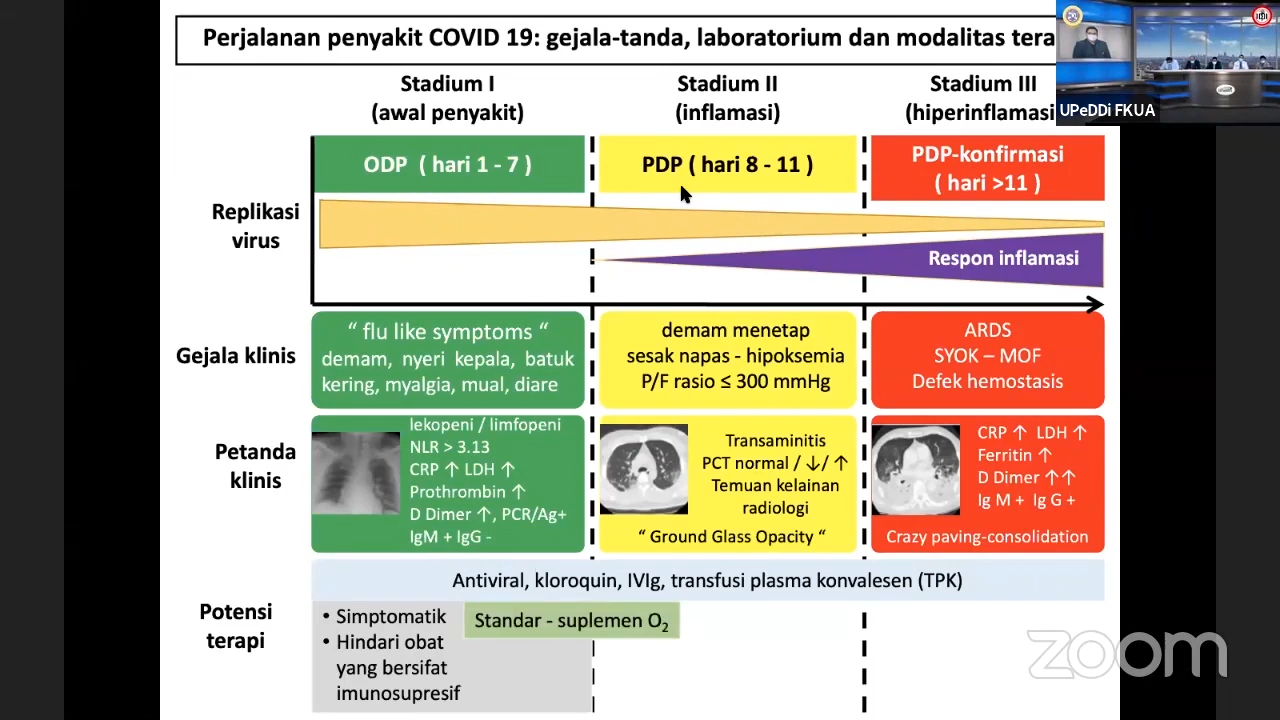 Perjalanan penyakit COVID 19: gejala-tanda, laboratorium dan modalitas tera
UPeDDi FKUA
Stadium I
(awal penyakit)
Stadium II
(inflamasi)
Stadium III
(hiperinflamasi
ODP ( hari 1 - 7 )
PDP ( hari 8 - 11 )
PDP-konfirmasi
( hari >11 )
Replikasi
virus
Respon inflamasi
Gejala klinis
“ flu like symptoms “
demam, nyeri kepala, batuk
kering, myalgia, mual, diare
demam menetap
sesak napas - hipoksemia
P/F rasio ≤ 300 mmHg
ARDS
SYOK – MOF
Defek hemostasis
Petanda
klinis
lekopeni / limfopeni
NLR > 3.13
CRP ↑ LDH ↑
Prothrombin ↑
D Dimer ↑, PCR/Ag+
IgM + IgG -
Transaminitis
PCT normal / ↓/ ↑
Temuan kelainan
radiologi
“ Ground Glass Opacity “
CRP ↑ LDH ↑
Ferritin ↑
D Dimer ↑↑
Ig M + Ig G +
Crazy paving-consolidation
Potensi
terapi
Antiviral, kloroquin, IVIg, transfusi plasma konvalesen (TPK)
• Simptomatik
• Hindari obat
yang bersifat
imunosupresif
Standar - suplemen O₂
zoom